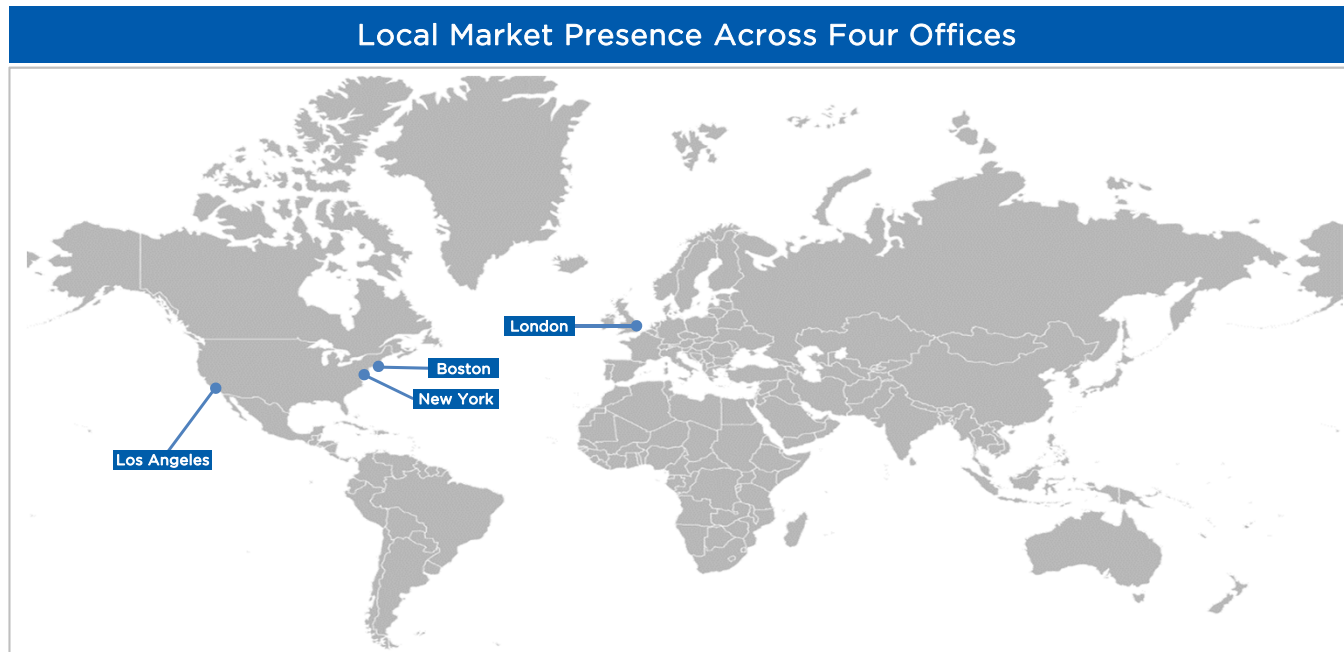 Local Market Presence Across Four Offices
London
Boston
New York
Los Angeles